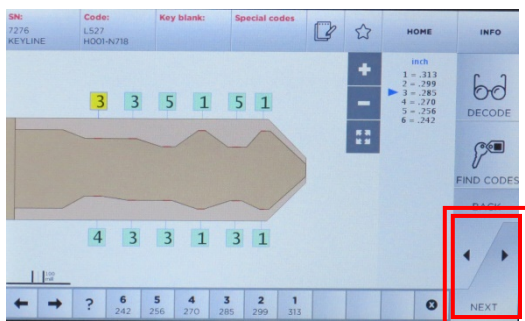 SN: Code: Key blank: Special codes
7276 L527
KEYLINE H001-N718
HOME INFO
inch
1 = .313
2 = .299
3 = .285
4 = .270
5 = .256
6 = .242
DECODE
3 3 5 1 5 1
FIND CODES
BACK
4 3 3 1 3 1
? 6 5 4 3 2 1
242 256 270 285 299 313
NEXT